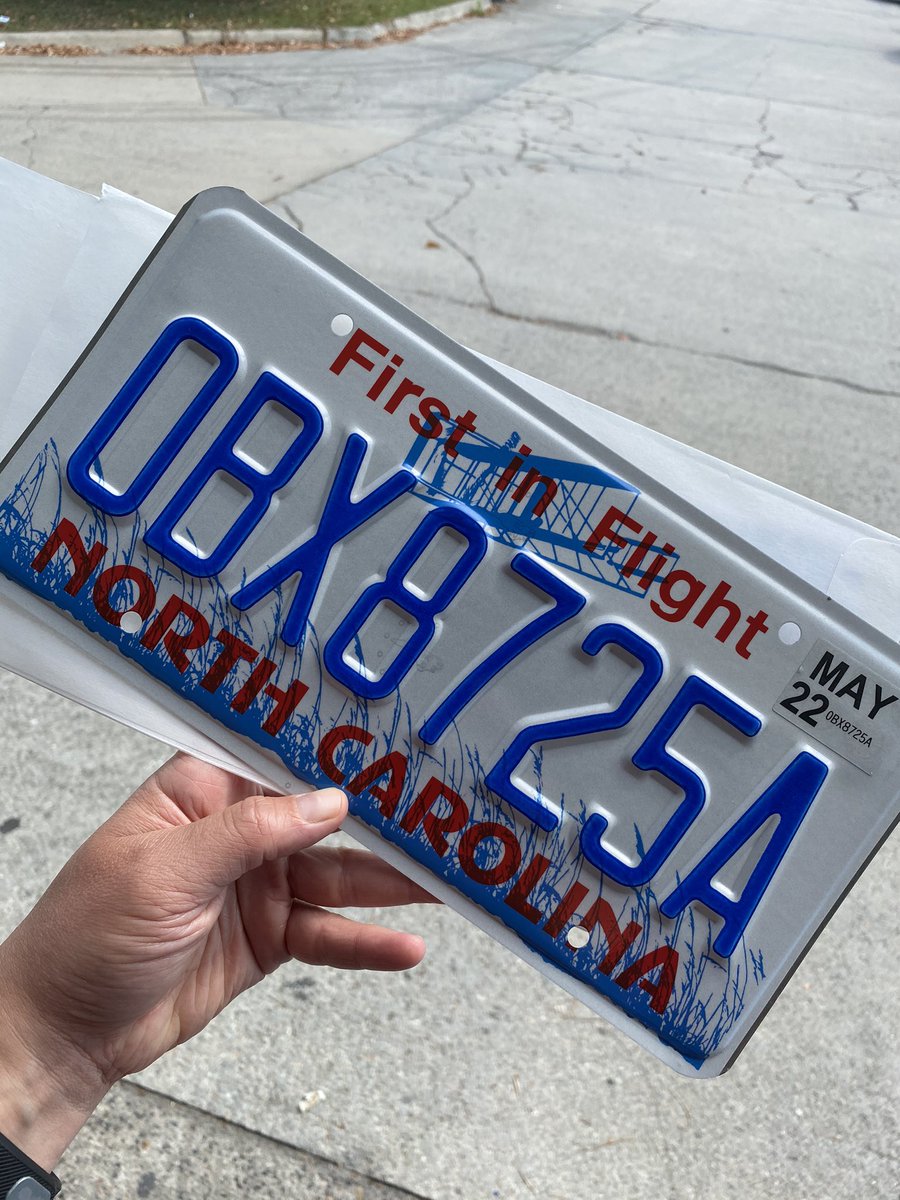 First in Flight
0BX8725A
MAY
22 0BX8725A
NORTH CAROLINA